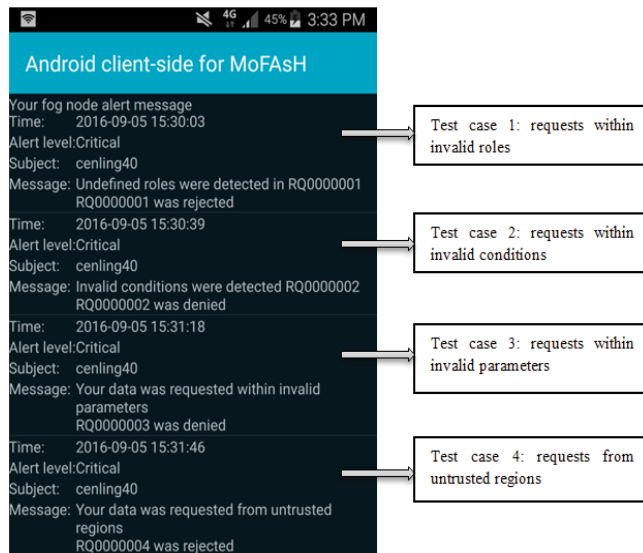 4G 45% 3:33 PM
Android client-side for MoFAsH
Your fog node alert message
Time: 2016-09-05 15:30:03
Alert level:Critical
Subject: cenling40
Message: Undefined roles were detected in RQ0000001
RQ0000001 was rejected
Time: 2016-09-05 15:30:39
Alert level:Critical
Subject: cenling40
Message: Invalid conditions were detected RQ0000002
RQ0000002 was denied
Time: 2016-09-05 15:31:18
Alert level:Critical
Subject: cenling40
Message: Your data was requested within invalid
parameters
RQ0000003 was denied
Time: 2016-09-05 15:31:46
Alert level:Critical
Subject: cenling40
Message: Your data was requested from untrusted
regions
RQ0000004 was rejected
Test case 1: requests within
invalid roles
Test case 2: requests within
invalid conditions
Test case 3: requests within
invalid parameters
Test case 4: requests from
untrusted regions